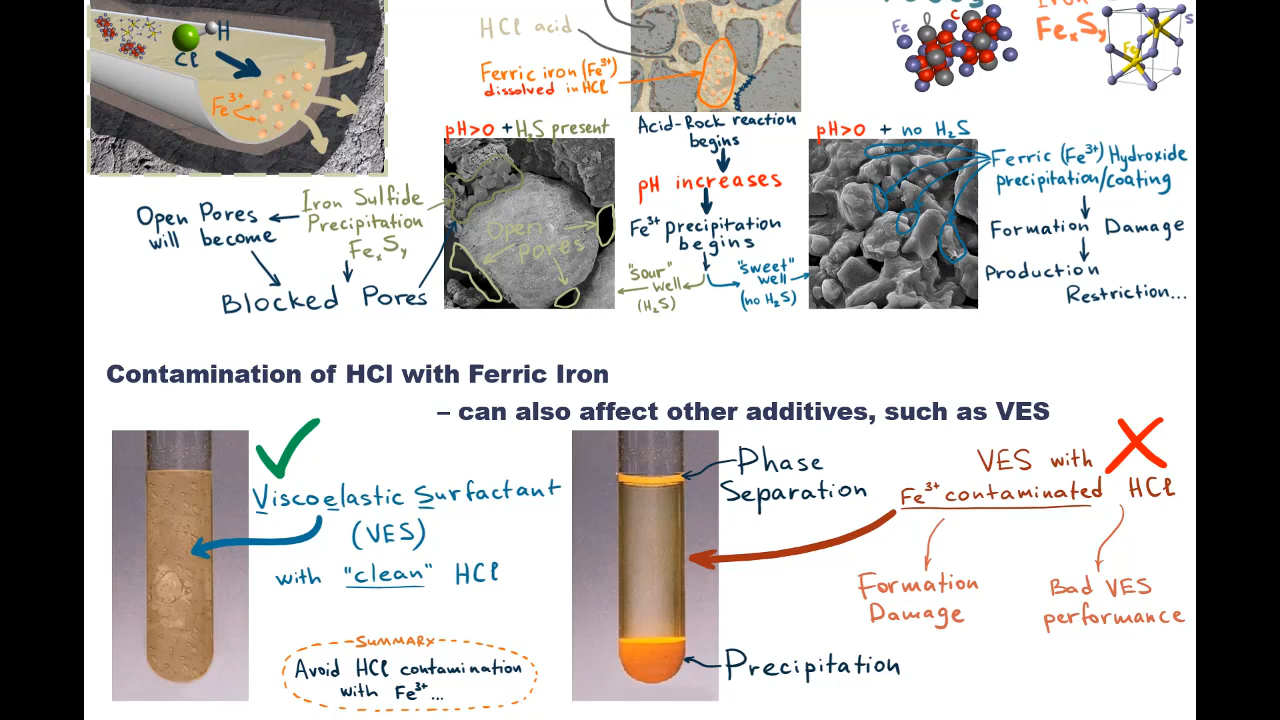 H
Cl
Fe³⁺
HCl acid
Ferric iron (Fe³⁺)
dissolved in HCl
Fe
C
Fe
S
FeₓSᵧ
pH>0 + H₂S present
Acid-Rock reaction
begins
pH increases
Fe³⁺ precipitation
begins
"sour"
well
(H₂S)
"sweet"
well
(no H₂S)
pH>0 + no H₂S
Ferric (Fe³⁺) Hydroxide
precipitation/coating
Formation Damage
Production
Restriction...
Open Pores
will become
Iron Sulfide
Precipitation
FeₓSᵧ
Blocked Pores
Open
pores
Contamination of HCl with Ferric Iron
– can also affect other additives, such as VES
Viscoelastic Surfactant
(VES)
with "clean" HCl
SUMMARY
Avoid HCl contamination
with Fe³⁺...
Phase
Separation
VES with
Fe³⁺ contaminated HCl
Formation
Damage
Bad VES
performance
Precipitation